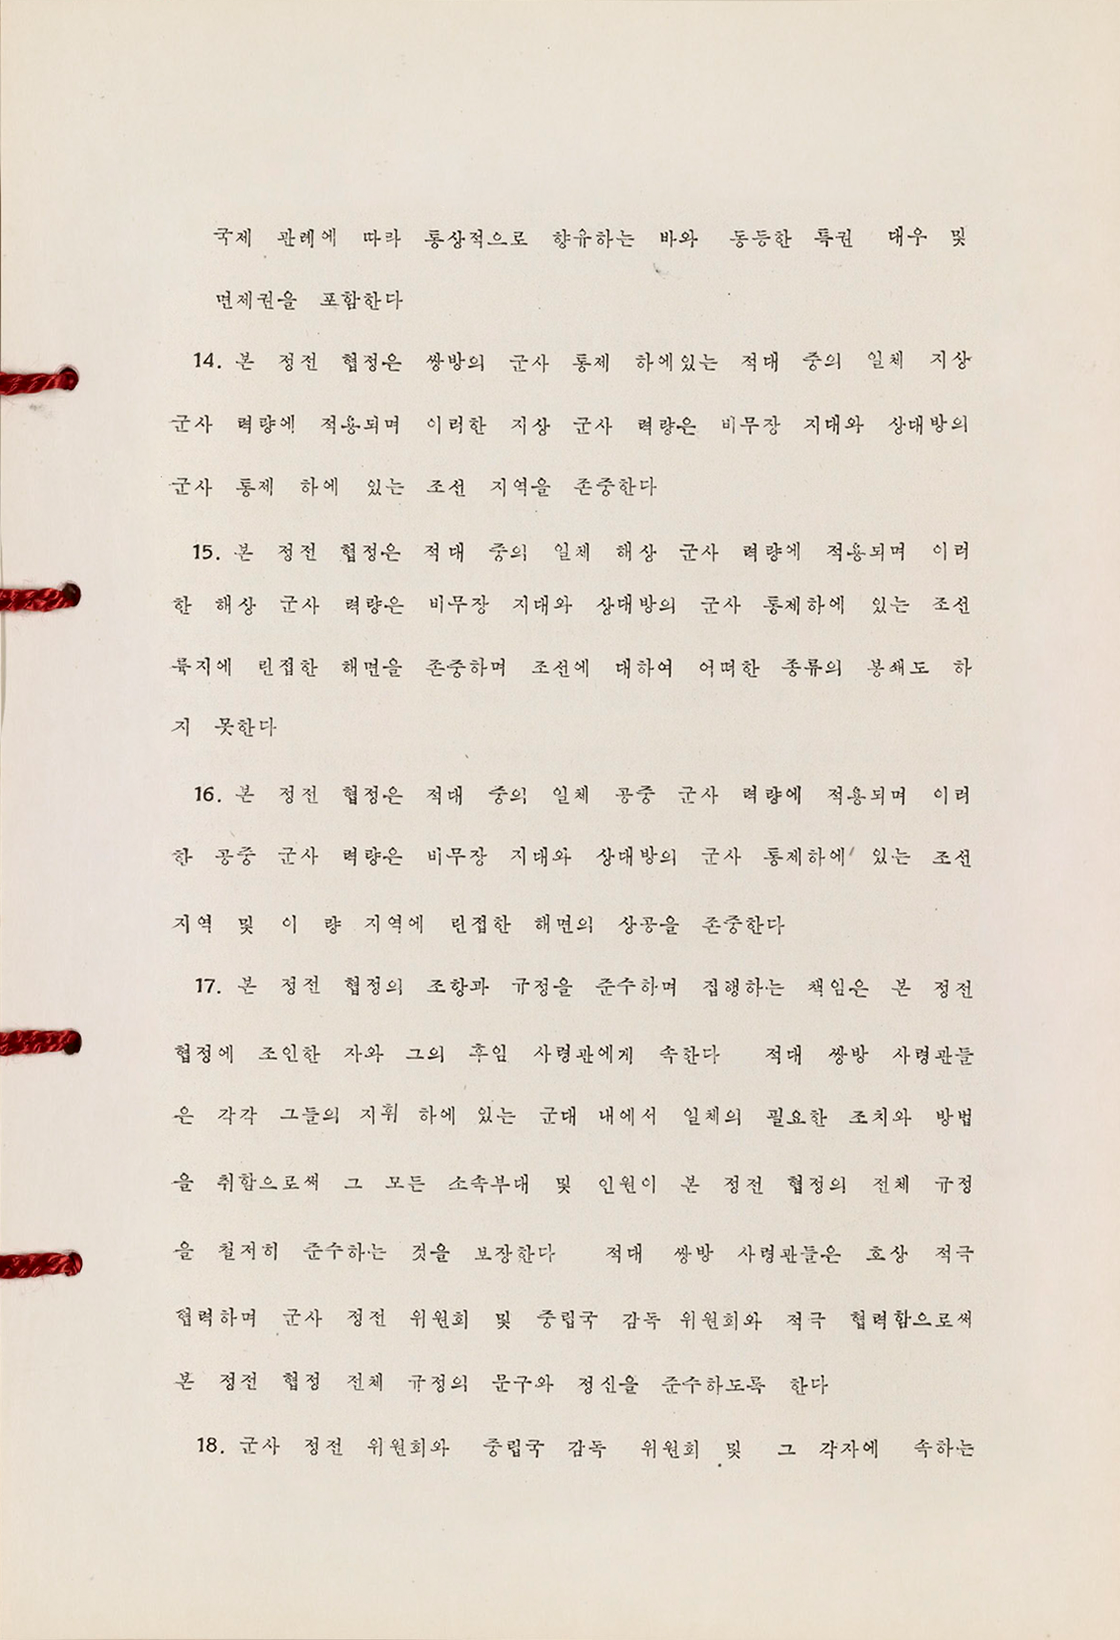 국제 관례에 따라 통상적으로 향유하는 바와 동등한 특권 대우 및
면제권을 포함한다
14. 본 정전 협정은 쌍방의 군사 통제 하에있는 적대 중의 일체 지상
군사 력량에 적용되며 이러한 지상 군사 력량은 비무장 지대와 상대방의
군사 통제 하에 있는 조선 지역을 존중한다
15. 본 정전 협정은 적대 중의 일체 해상 군사 력량에 적용되며 이러
한 해상 군사 력량은 비무장 지대와 상대방의 군사 통제하에 있는 조선
륙지에 린접한 해면을 존중하며 조선에 대하여 어떠한 종류의 봉쇄도 하
지 못한다
16. 본 정전 협정은 적대 중의 일체 공중 군사 력량에 적용되며 이러
한 공중 군사 력량은 비무장 지대와 상대방의 군사 통제하에 있는 조선
지역 및 이 량 지역에 린접한 해면의 상공을 존중한다
17. 본 정전 협정의 조항과 규정을 준수하며 집행하는 책임은 본 정전
협정에 조인한 자와 그의 후임 사령관에게 속한다 적대 쌍방 사령관들
은 각각 그들의 지휘 하에 있는 군대 내에서 일체의 필요한 조치와 방법
을 취함으로써 그 모든 소속부대 및 인원이 본 정전 협정의 전체 규정
을 철저히 준수하는 것을 보장한다 적대 쌍방 사령관들은 호상 적극
협력하며 군사 정전 위원회 및 중립국 감독 위원회와 적극 협력함으로써
본 정전 협정 전체 규정의 문구와 정신을 준수하도록 한다
18. 군사 정전 위원회와 중립국 감독 위원회 및 그 각자에 속하는